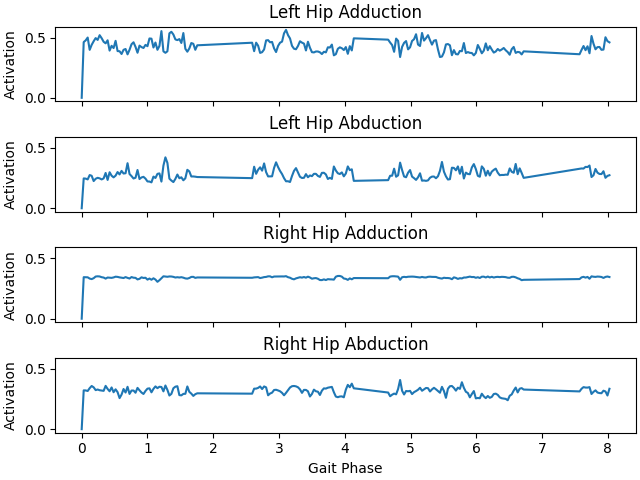 Left Hip Adduction
Activation
0.5
0.0
Left Hip Abduction
Activation
0.5
0.0
Right Hip Adduction
Activation
0.5
0.0
Right Hip Abduction
Activation
0.5
0.0
0 1 2 3 4 5 6 7 8
Gait Phase